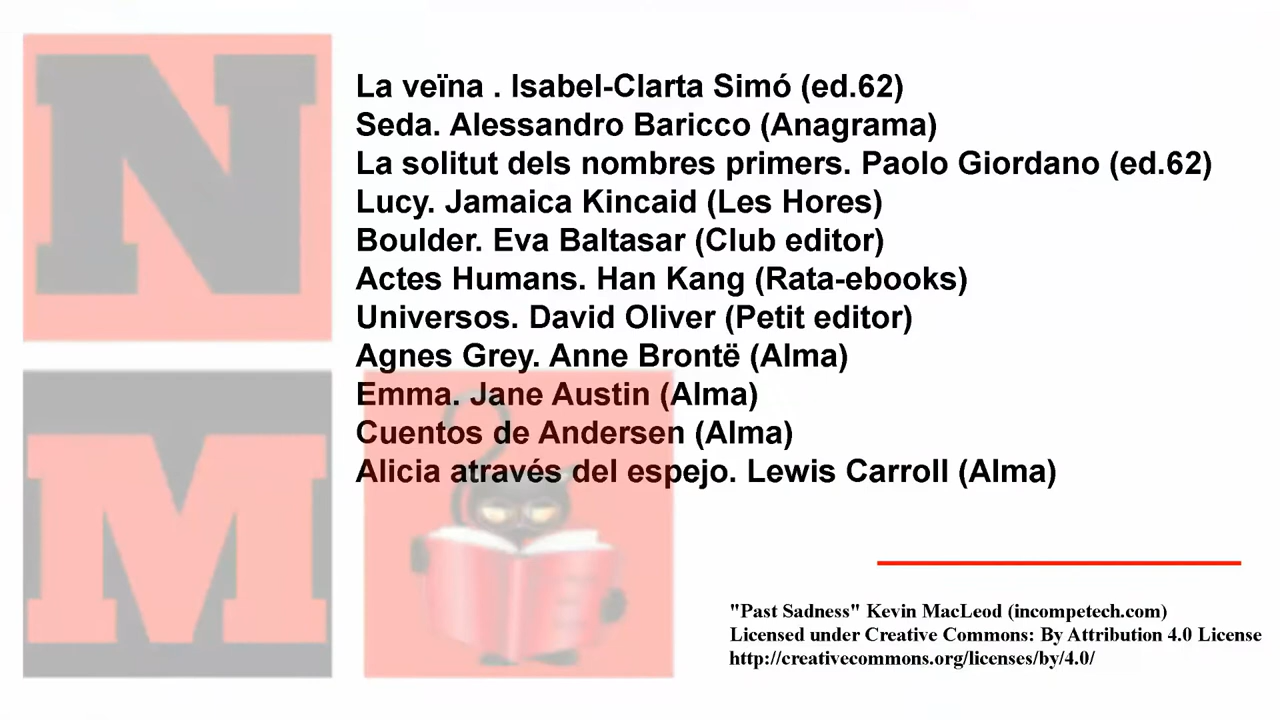 N
M
La veïna . Isabel-Clarta Simó (ed.62)
Seda. Alessandro Baricco (Anagrama)
La solitut dels nombres primers. Paolo Giordano (ed.62)
Lucy. Jamaica Kincaid (Les Hores)
Boulder. Eva Baltasar (Club editor)
Actes Humans. Han Kang (Rata-ebooks)
Universos. David Oliver (Petit editor)
Agnes Grey. Anne Brontë (Alma)
Emma. Jane Austin (Alma)
Cuentos de Andersen (Alma)
Alicia através del espejo. Lewis Carroll (Alma)
"Past Sadness" Kevin MacLeod (incompetech.com)
Licensed under Creative Commons: By Attribution 4.0 License
http://creativecommons.org/licenses/by/4.0/